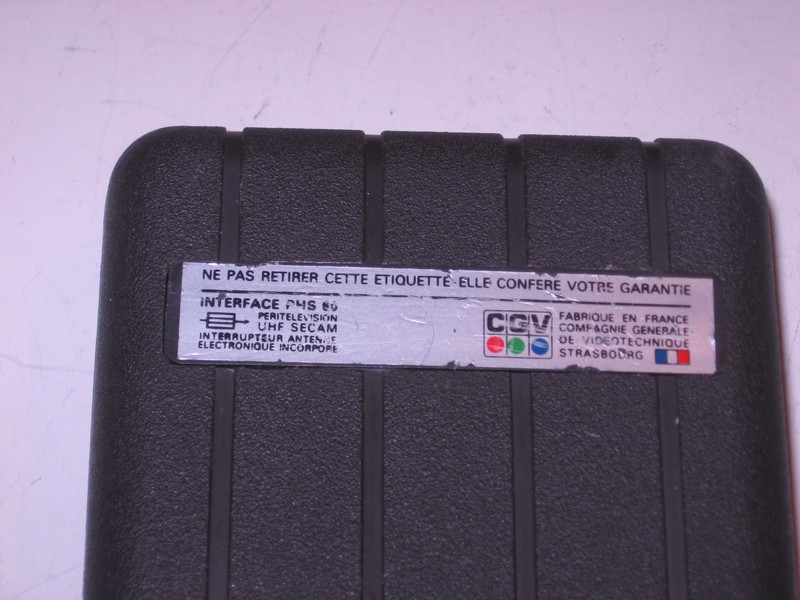 NE PAS RETIRER CETTE ETIQUETTE ELLE CONFERE VOTRE GARANTIE
INTERFACE PHS 60
PERITELEVISION
UHF SECAM
INTERRUPTEUR ANTENNE
ELECTRONIQUE INCORPORE
CGV
FABRIQUE EN FRANCE
COMPAGNIE GENERALE
DE VIDEOTECHNIQUE
STRASBOURG